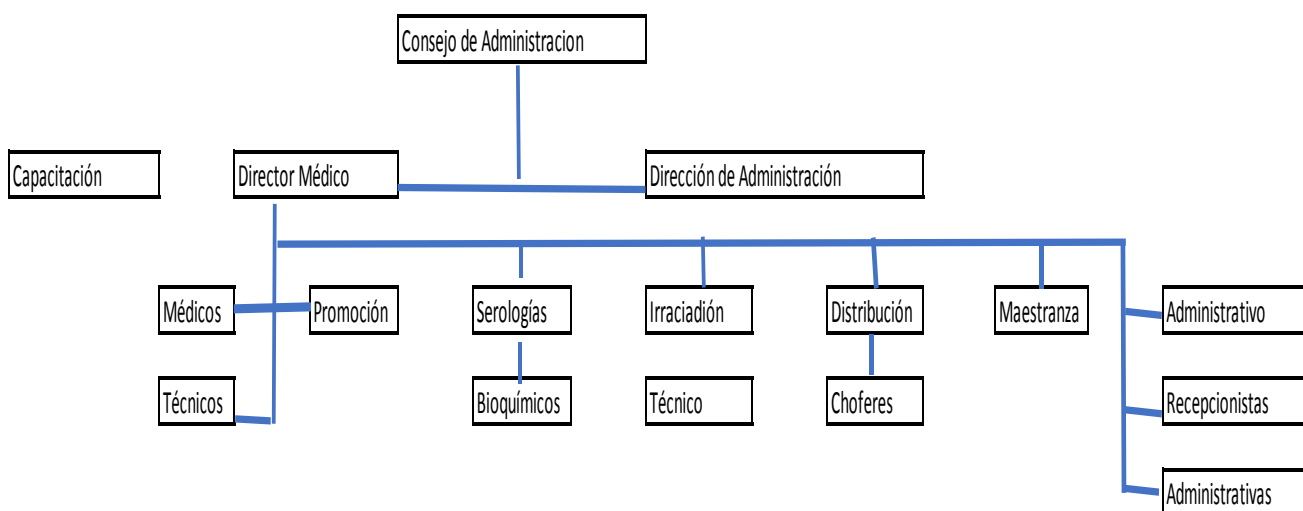 Consejo de Administracion
Capacitación
Director Médico
Dirección de Administración
Médicos
Promoción
Serologías
Irraciadión
Distribución
Maestranza
Administrativo
Técnicos
Bioquímicos
Técnico
Choferes
Recepcionistas
Administrativas